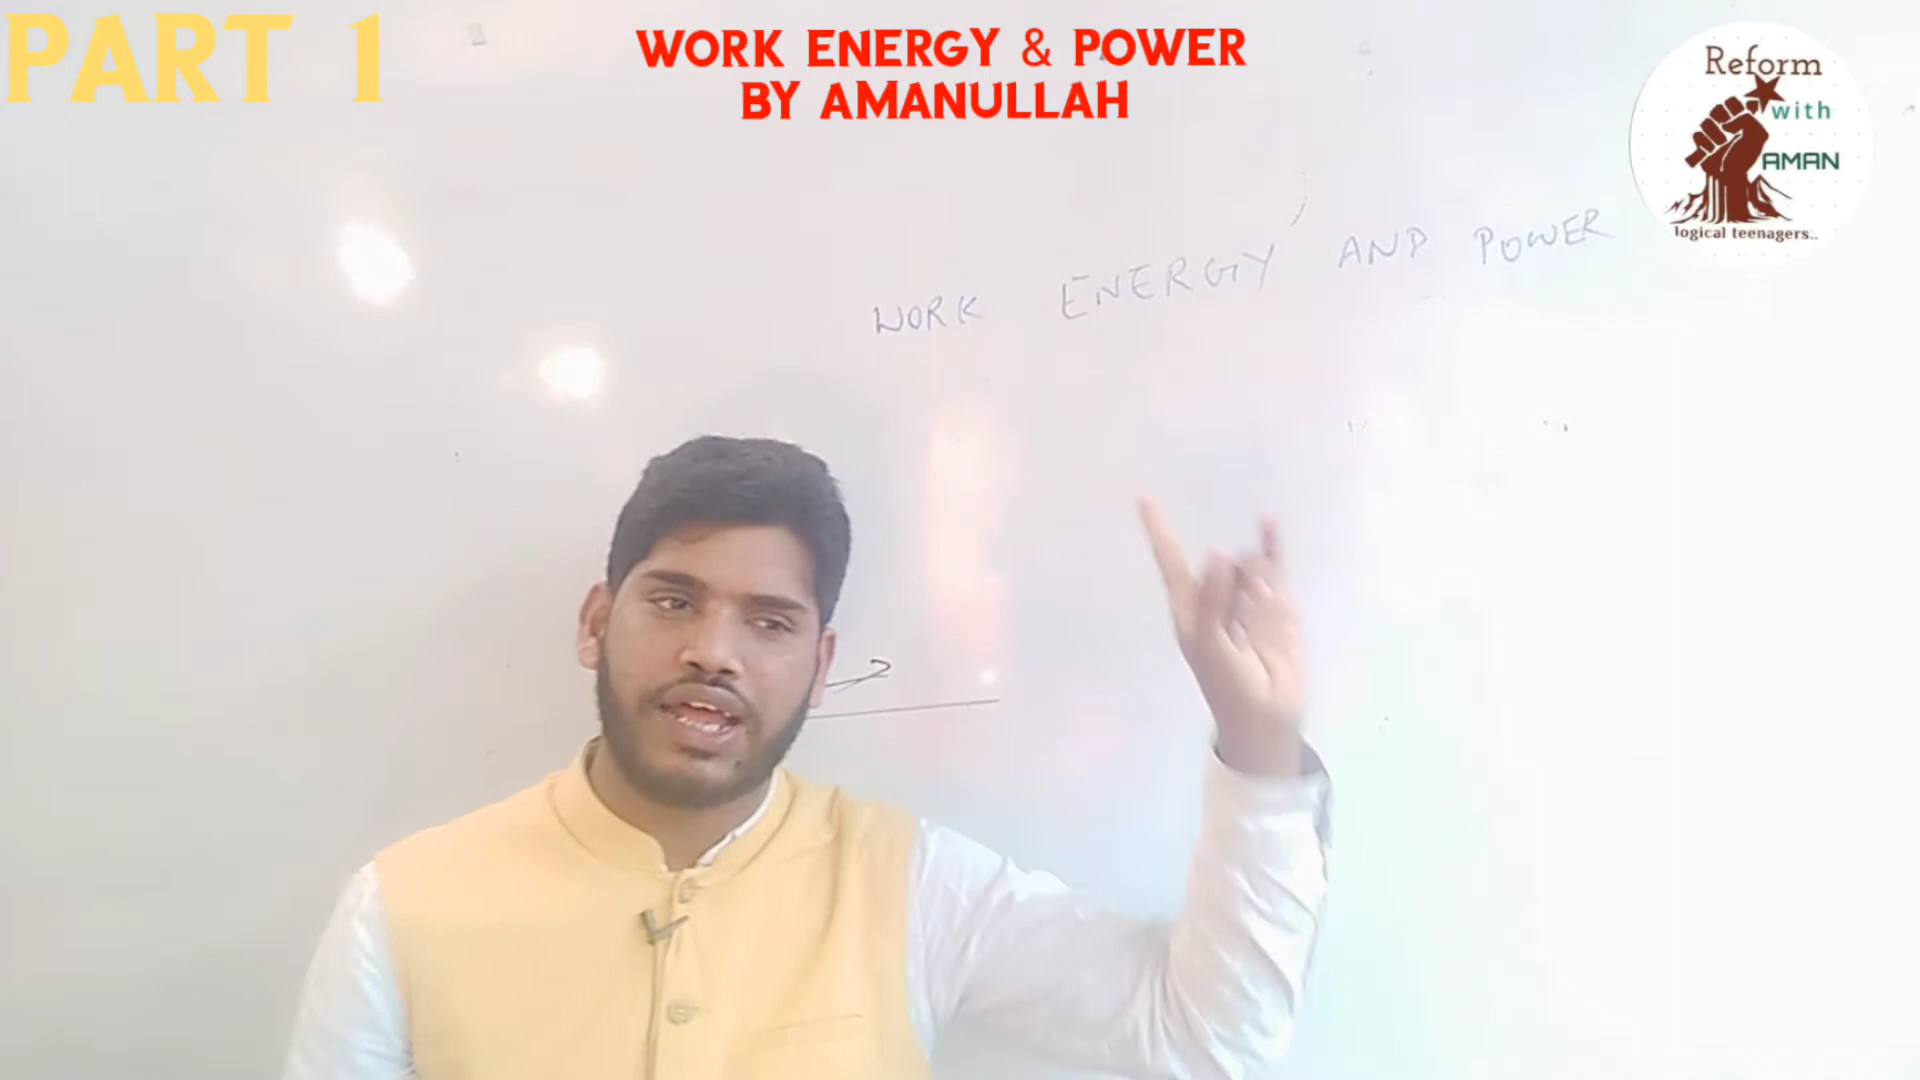 PART 1
WORK ENERGY & POWER
BY AMANULLAH
Reform
with
AMAN
logical teenagers..
WORK ENERGY AND POWER